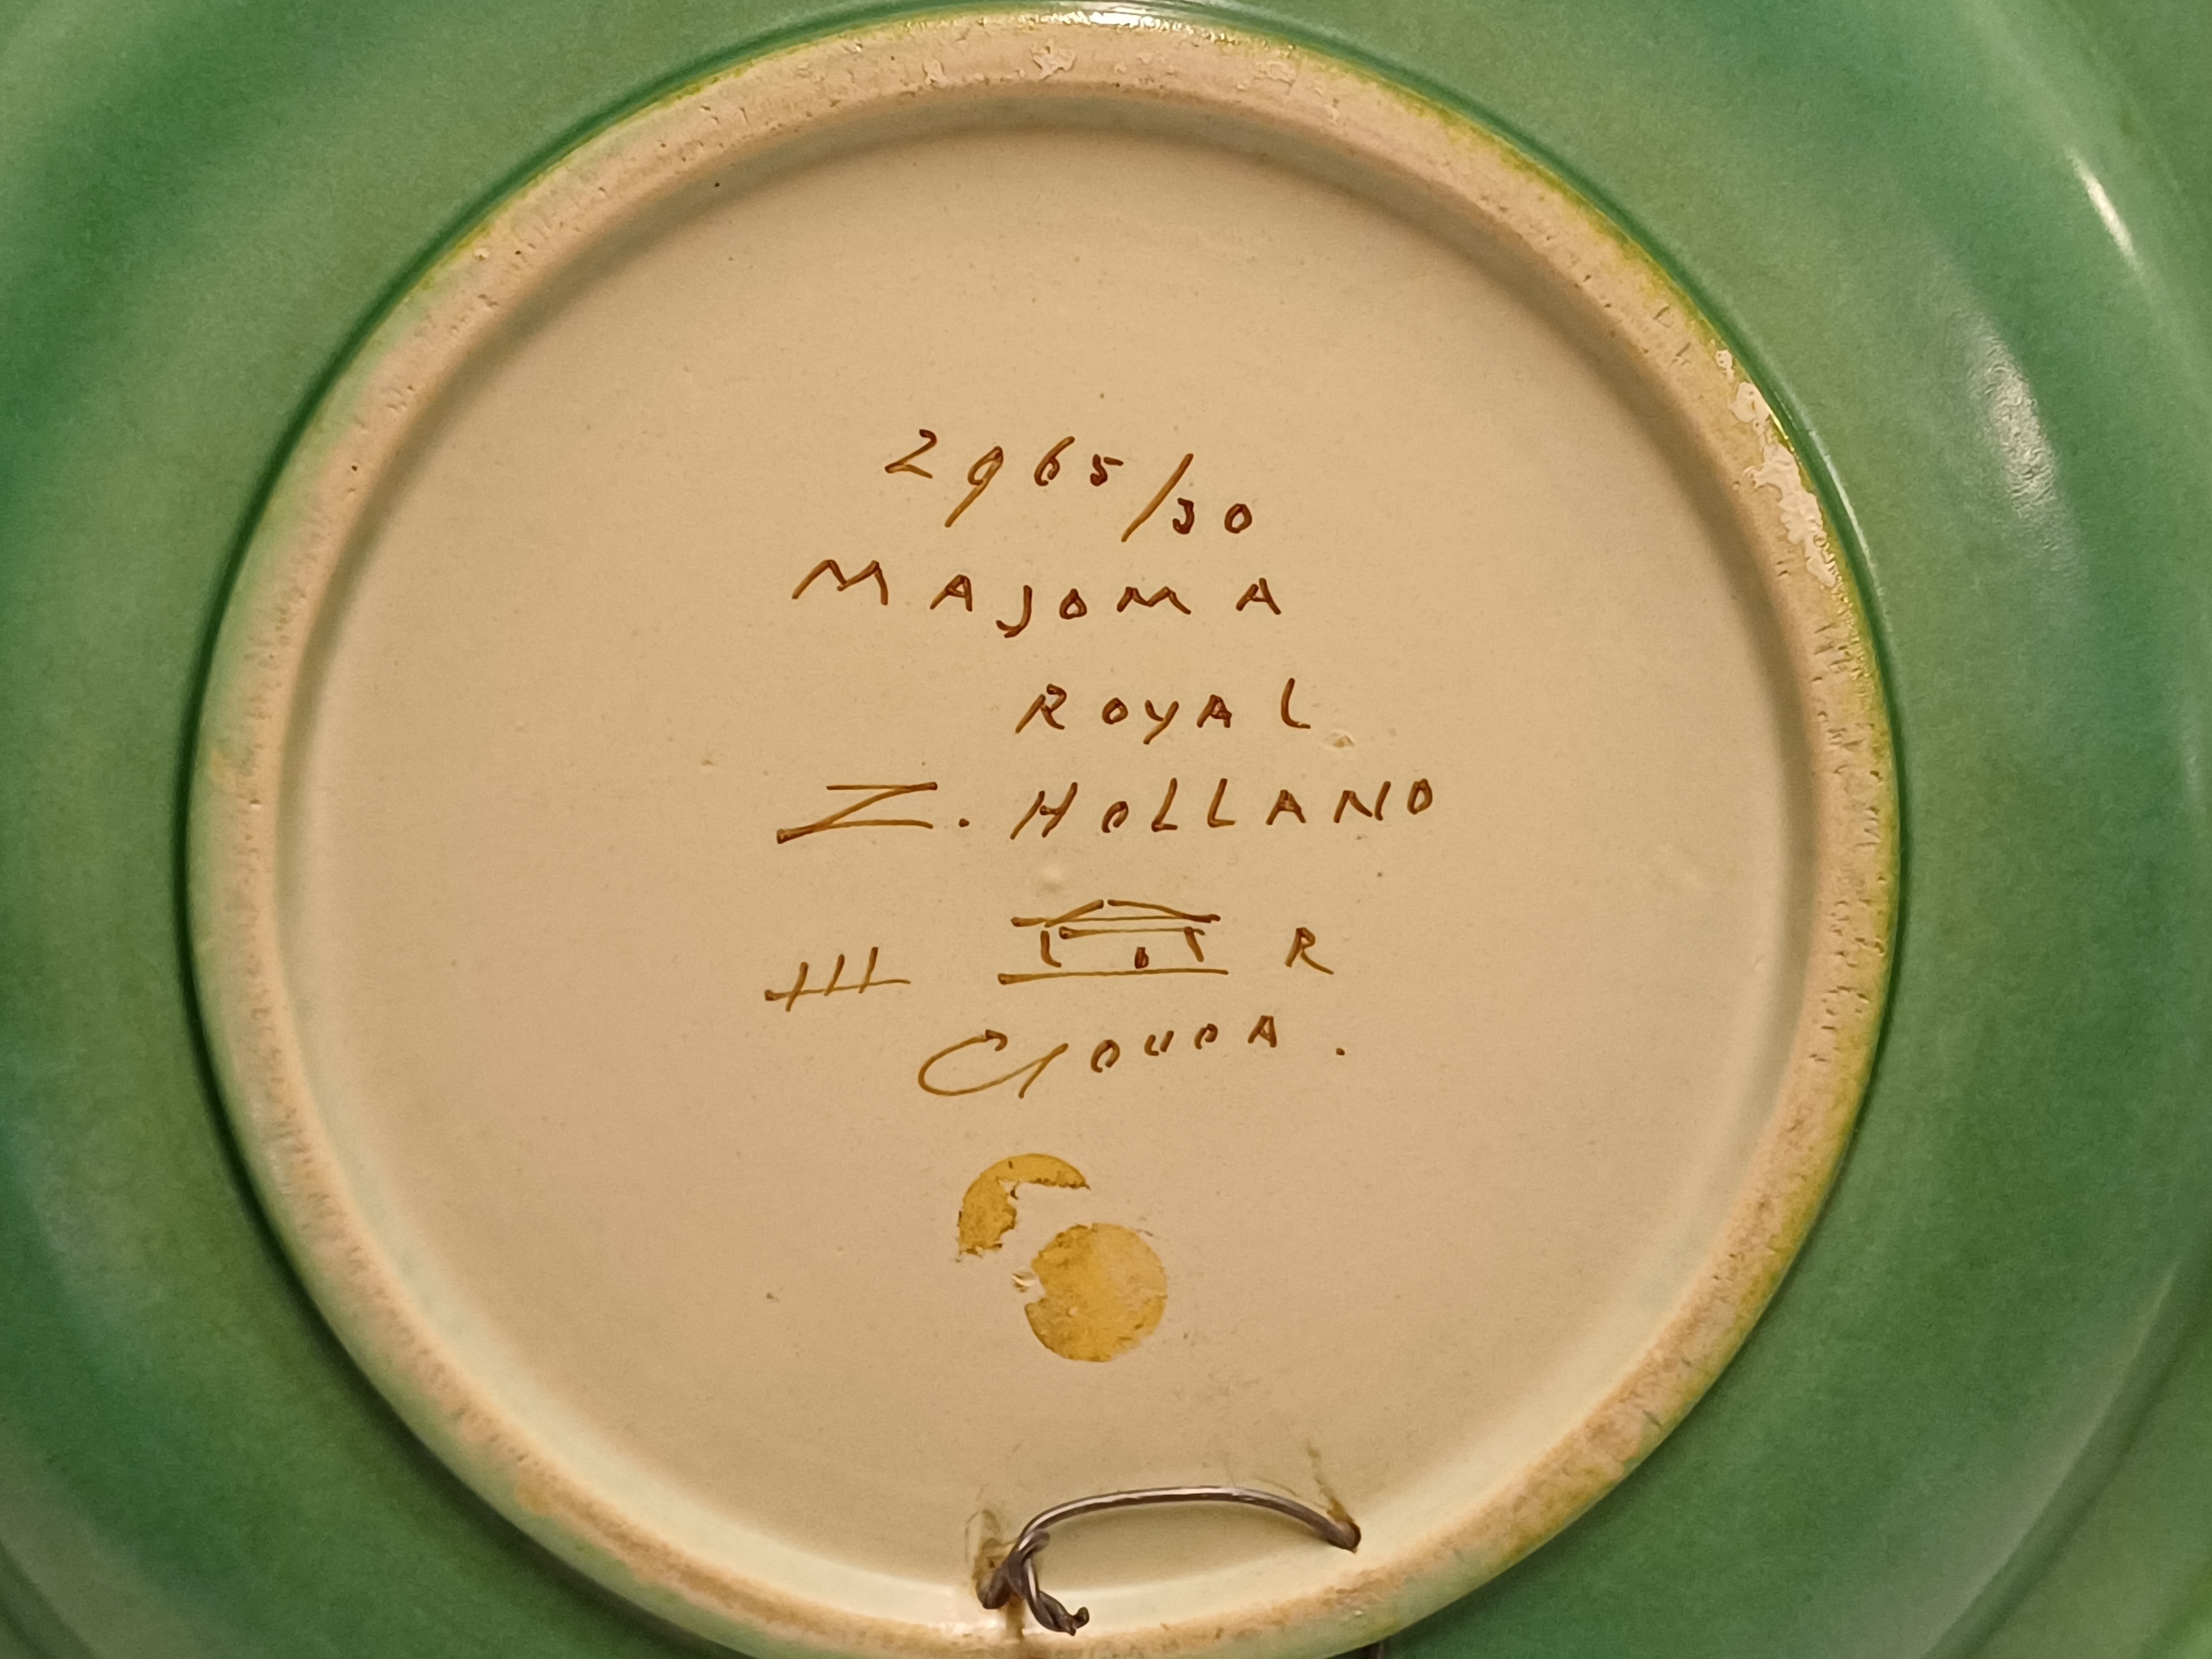 2965/30
MAJOMA
ROYAL
Z. HOLLAND
R
GOUDA.